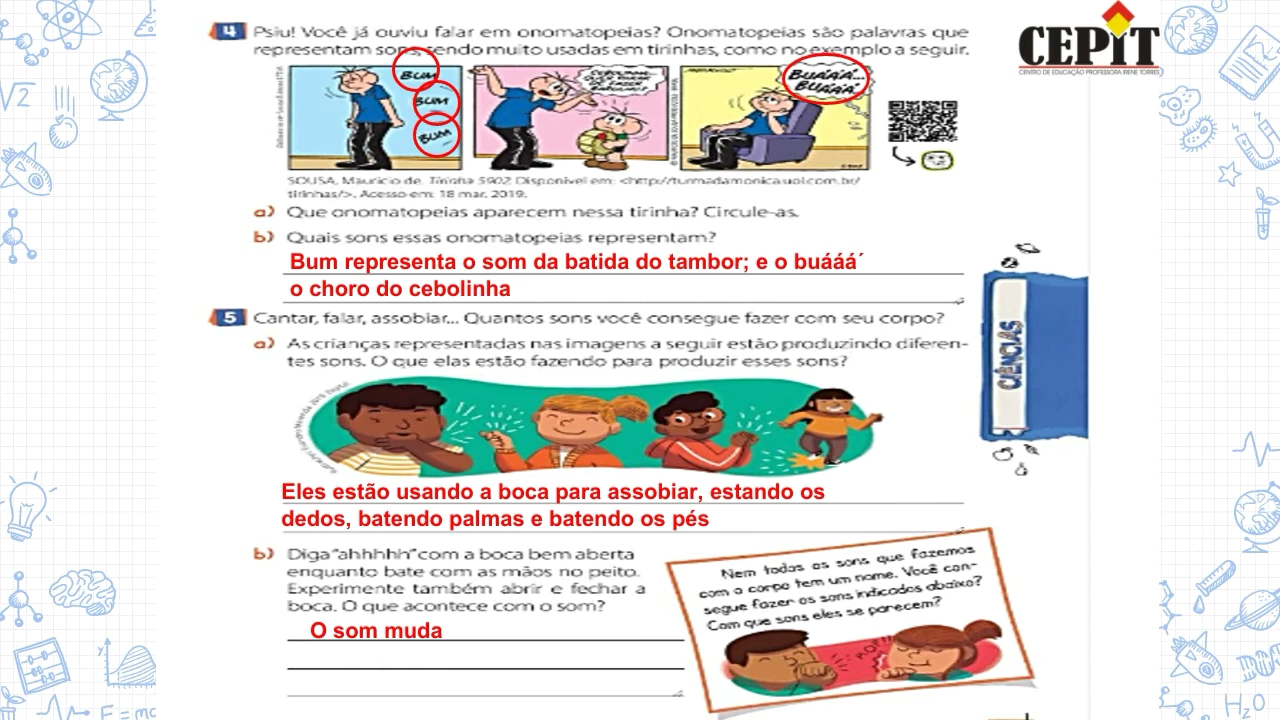 4 Psiu! Você já ouviu falar em onomatopeias? Onomatopeias são palavras que
representam sons, sendo muito usadas em tirinhas, como no exemplo a seguir.
CEPIT
CENTRO DE EDUCAÇÃO PROFESSORA IRENE TORRES
BUM
BUM
BUM
BUÁÁÁ...
BUÁÁÁ!
SOUSA, Mauricio de. Tirinha 5902. Disponível em: <http://turmadamonica.uol.com.br/
tirinhas/>. Acesso em: 18 mar. 2019.
a) Que onomatopeias aparecem nessa tirinha? Circule-as.
b) Quais sons essas onomatopeias representam?
Bum representa o som da batida do tambor; e o buááá´
o choro do cebolinha
5 Cantar, falar, assobiar... Quantos sons você consegue fazer com seu corpo?
a) As crianças representadas nas imagens a seguir estão produzindo diferen-
tes sons. O que elas estão fazendo para produzir esses sons?
CIÊNCIAS
Eles estão usando a boca para assobiar, estando os
dedos, batendo palmas e batendo os pés
b) Diga "ahhhhh" com a boca bem aberta
enquanto bate com as mãos no peito.
Experimente também abrir e fechar a
boca. O que acontece com o som?
O som muda
Nem todos os sons que fazemos
com o corpo tem um nome. Você con-
segue fazer os sons indicados abaixo?
Com que sons eles se parecem?